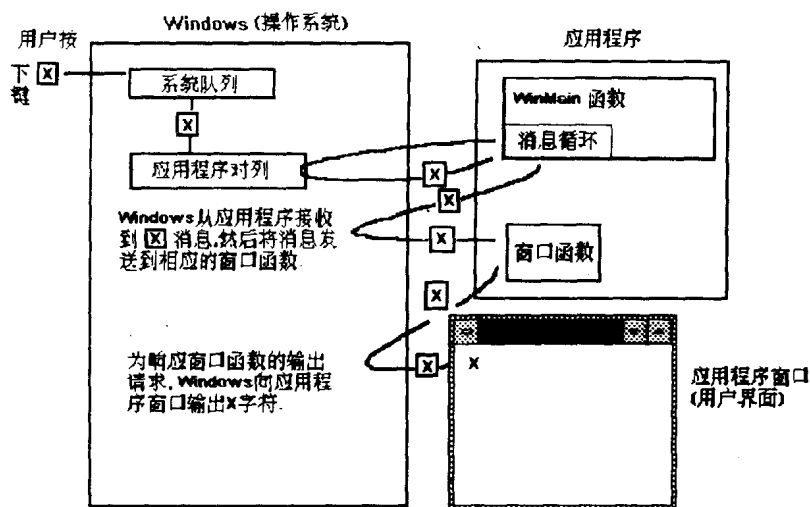 Windows (操作系统)
用户按
下 X
键
系统队列
X
应用程序对列
Windows从应用程序接收
到 X 消息,然后将消息发
送到相应的窗口函数.
为响应窗口函数的输出
请求,Windows向应用程
序窗口输出X字符.
应用程序
WinMain 函数
消息循环
X
X
X
窗口函数
X
X
X
应用程序窗口
(用户界面)